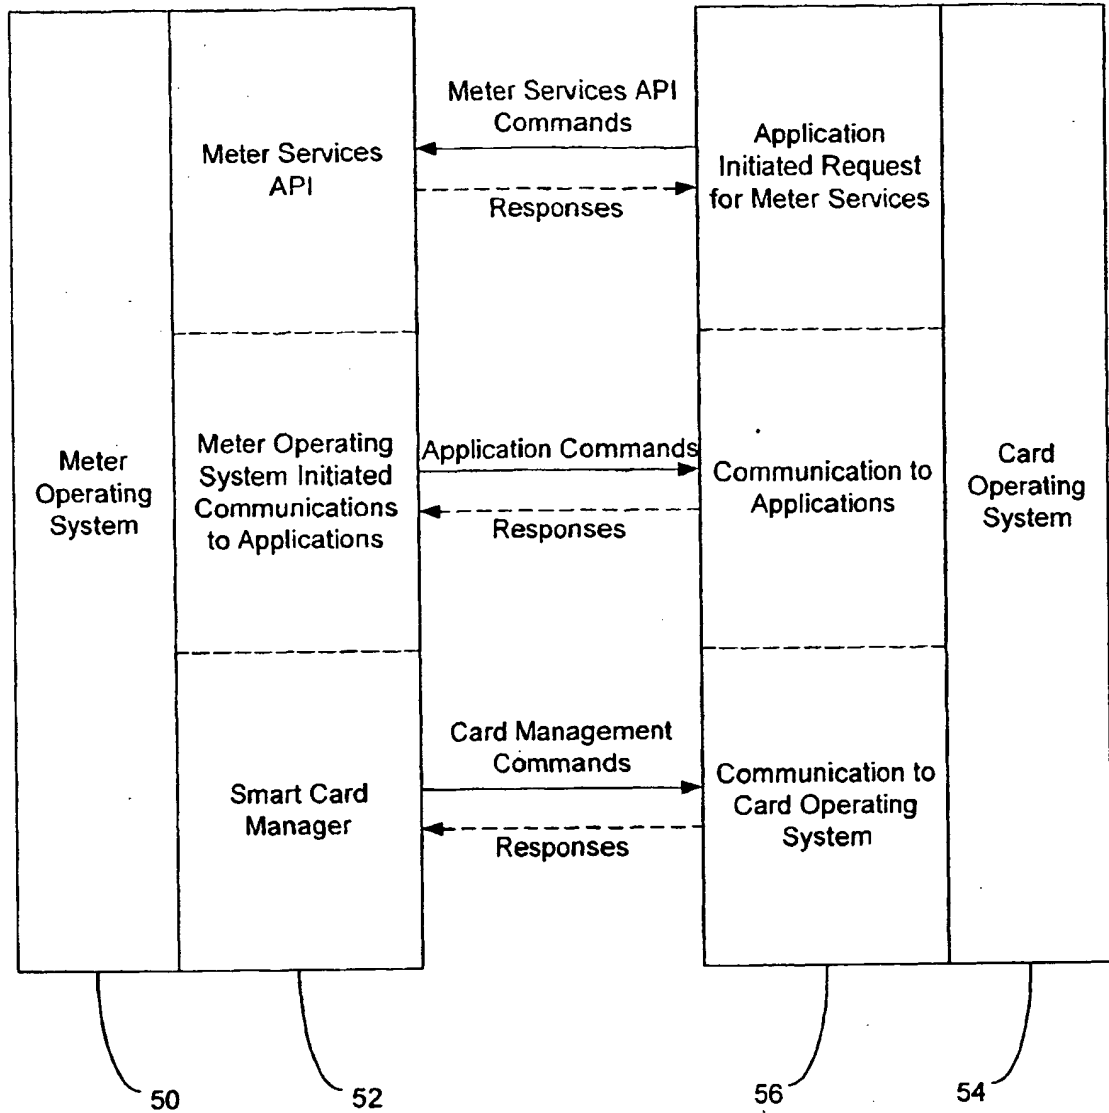 Meter Services API
Commands
Meter Services
API
Application
Initiated Request
for Meter Services
Responses
Meter
Operating
System
Meter Operating
System Initiated
Communications
to Applications
Application Commands
Responses
Communication to
Applications
Card
Operating
System
Card Management
Commands
Smart Card
Manager
Communication to
Card Operating
System
Responses
50
52
56
54